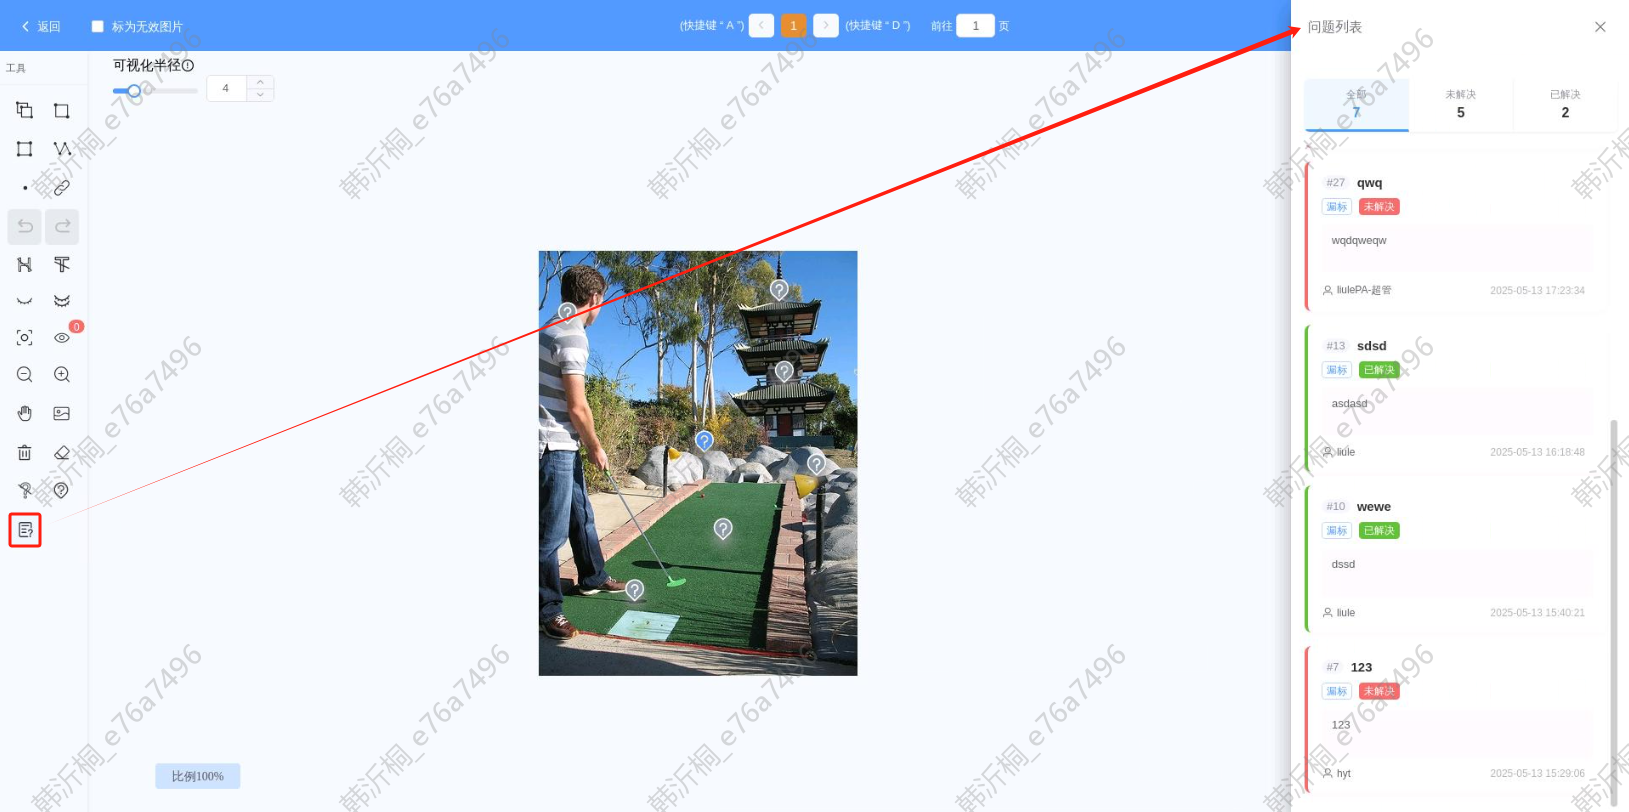 返回
标为无效图片
(快捷键 “ A ”)
1
(快捷键 “ D ”)
前往
1
页
问题列表
工具
可视化半径
4
全部
7
未解决
5
已解决
2
#27 qwq
漏标 未解决
wqdqweqw
liulePA-超管 2025-05-13 17:23:34
0
#13 sdsd
漏标 已解决
asdasd
liule 2025-05-13 16:18:48
#10 wewe
漏标 已解决
dssd
liule 2025-05-13 15:40:21
#7 123
漏标 未解决
123
hyt 2025-05-13 15:29:06
比例100%
韩沂桐_e76a7496